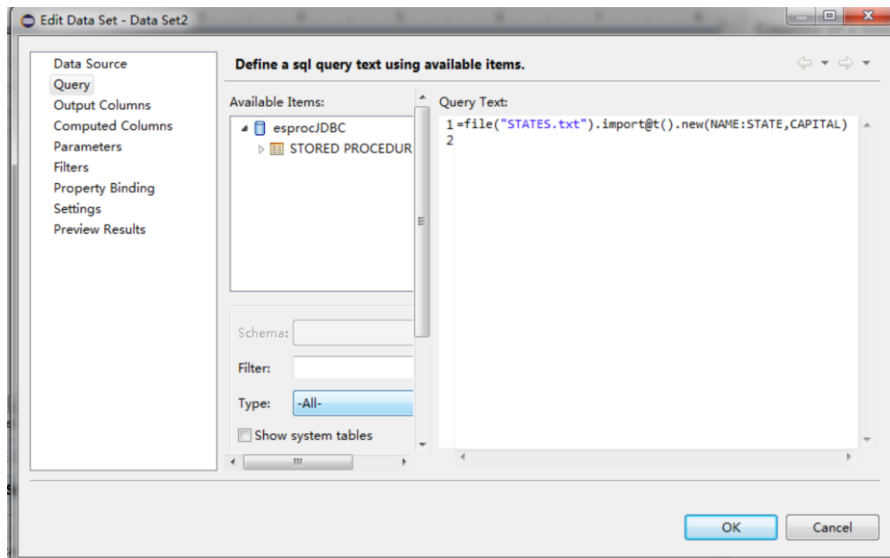 Edit Data Set - Data Set2
Data Source
Query
Output Columns
Computed Columns
Parameters
Filters
Property Binding
Settings
Preview Results
Define a sql query text using available items.
Available Items:
esprocJDBC
STORED PROCEDUR
Schema:
Filter:
Type: -All-
Show system tables
Query Text:
1 =file("STATES.txt").import@t().new(NAME:STATE,CAPITAL)
2
OK Cancel